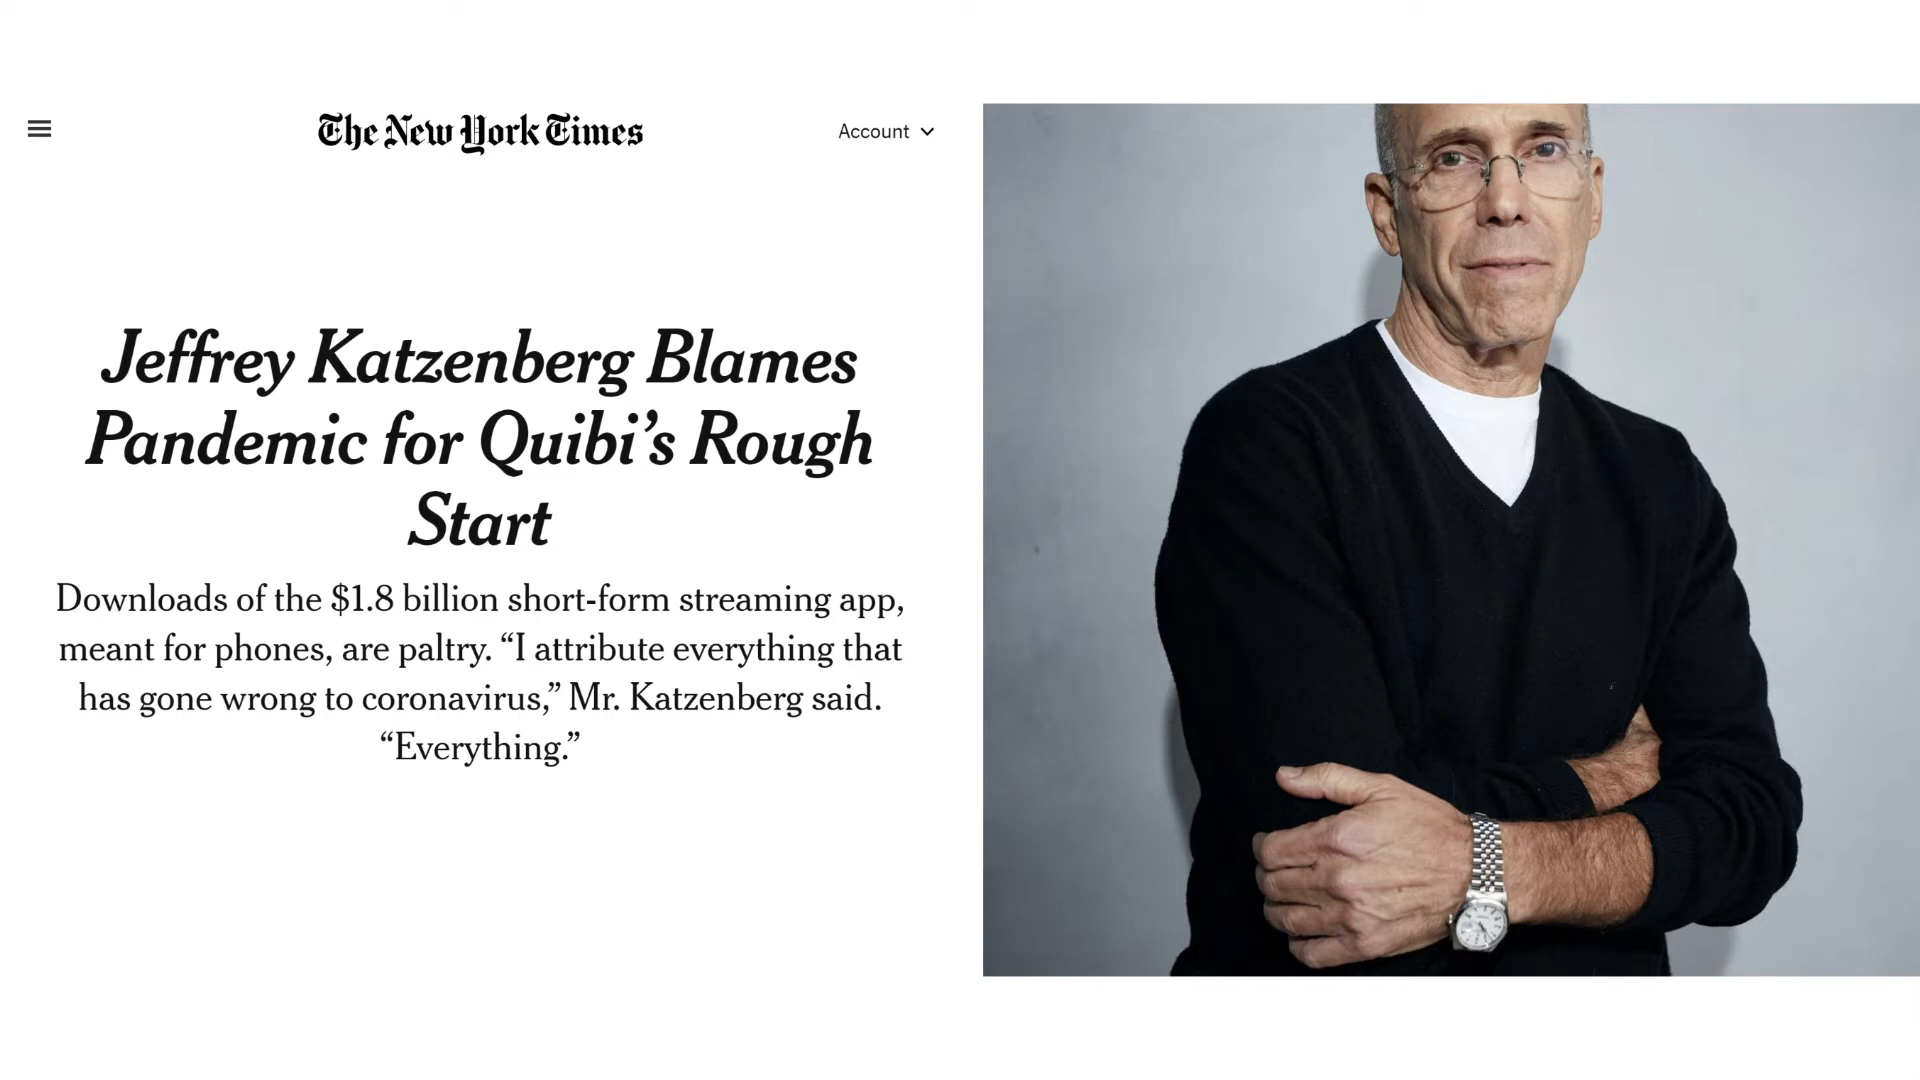 The New York Times
Account
Jeffrey Katzenberg Blames
Pandemic for Quibi’s Rough
Start
Downloads of the $1.8 billion short-form streaming app,
meant for phones, are paltry. “I attribute everything that
has gone wrong to coronavirus,” Mr. Katzenberg said.
“Everything.”